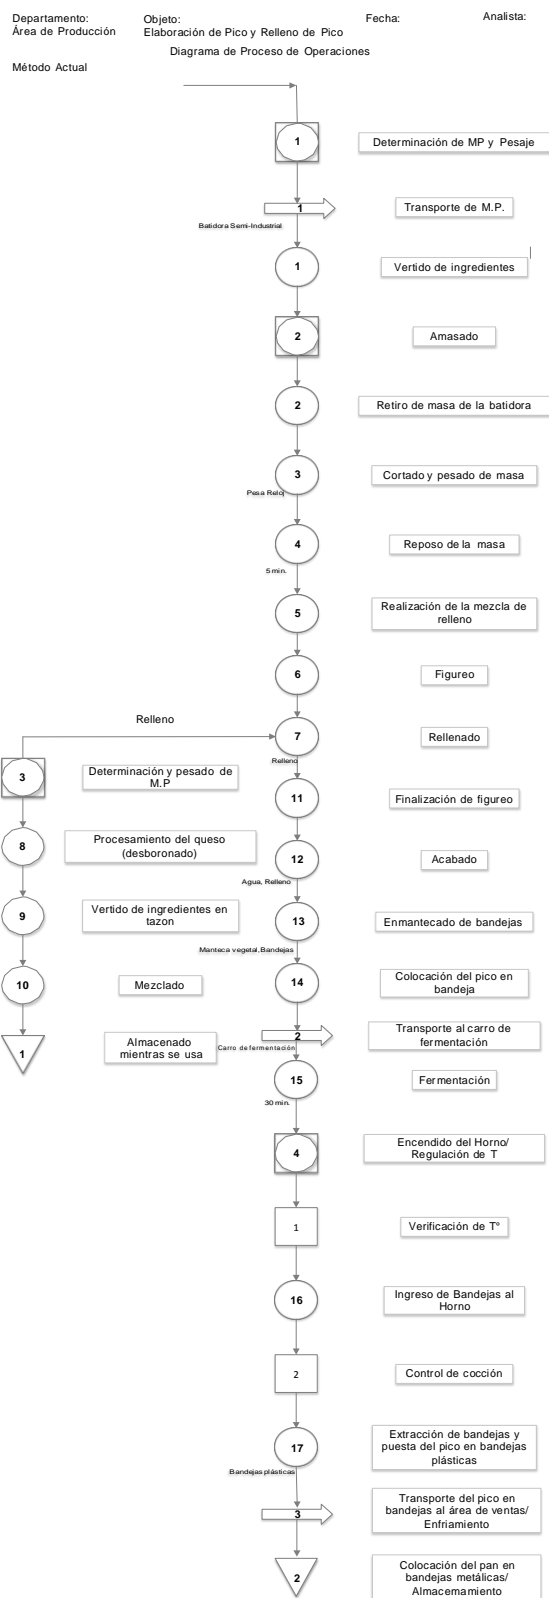 Departamento:
Área de Producción
Objeto:
Elaboración de Pico y Relleno de Pico
Fecha:
Analista:
Diagrama de Proceso de Operaciones
Método Actual
1
Determinación de MP y Pesaje
1
Transporte de M.P.
Batidora Semi-Industrial
1
Vertido de ingredientes
2
Amasado
2
Retiro de masa de la batidora
3
Cortado y pesado de masa
Pesa Reloj
4
Reposo de la masa
5 min.
5
Realización de la mezcla de
relleno
6
Figureo
Relleno
7
Rellenado
Relleno
3
Determinación y pesado de
M.P
11
Finalización de figureo
8
Procesamiento del queso
(desboronado)
12
Acabado
Agua, Relleno
9
Vertido de ingredientes en
tazon
13
Enmantecado de bandejas
Manteca vegetal, Bandejas
10
Mezclado
14
Colocación del pico en
bandeja
1
Almacenado
mientras se usa
2
Transporte al carro de
fermentación
Carro de fermentación
15
Fermentación
30 min.
4
Encendido del Horno/
Regulación de T
1
Verificación de T°
16
Ingreso de Bandejas al
Horno
2
Control de cocción
17
Extracción de bandejas y
puesta del pico en bandejas
plásticas
Bandejas plásticas
3
Transporte del pico en
bandejas al área de ventas/
Enfriamiento
2
Colocación del pan en
bandejas metálicas/
Almacemamiento